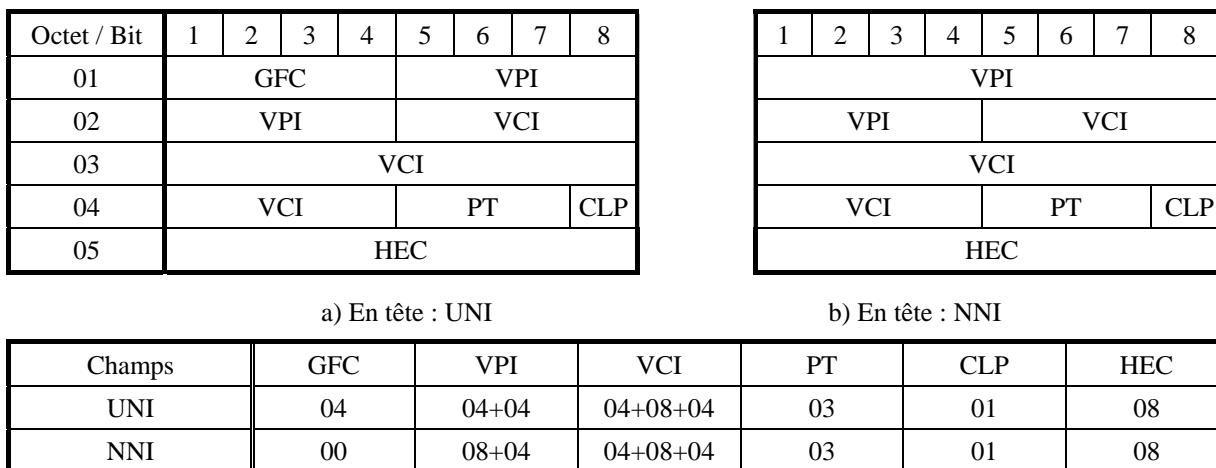 Octet / Bit 1 2 3 4 5 6 7 8 1 2 3 4 5 6 7 8
01 GFC VPI VPI
02 VPI VCI VPI VCI
03 VCI VCI
04 VCI PT CLP VCI PT CLP
05 HEC HEC
a) En tête : UNI b) En tête : NNI
Champs GFC VPI VCI PT CLP HEC
UNI 04 04+04 04+08+04 03 01 08
NNI 00 08+04 04+08+04 03 01 08